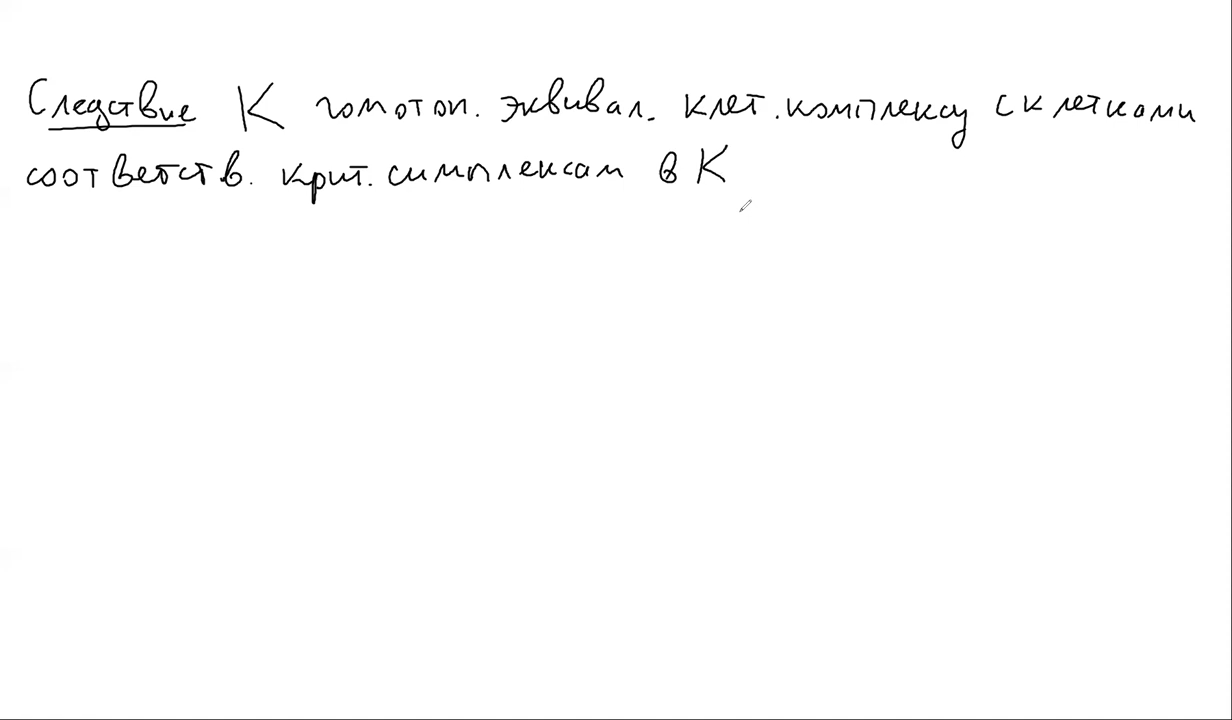 Следствие K гомотоп. эквивал. клет. комплексу с клетками
соответств. крит. симплексам в K